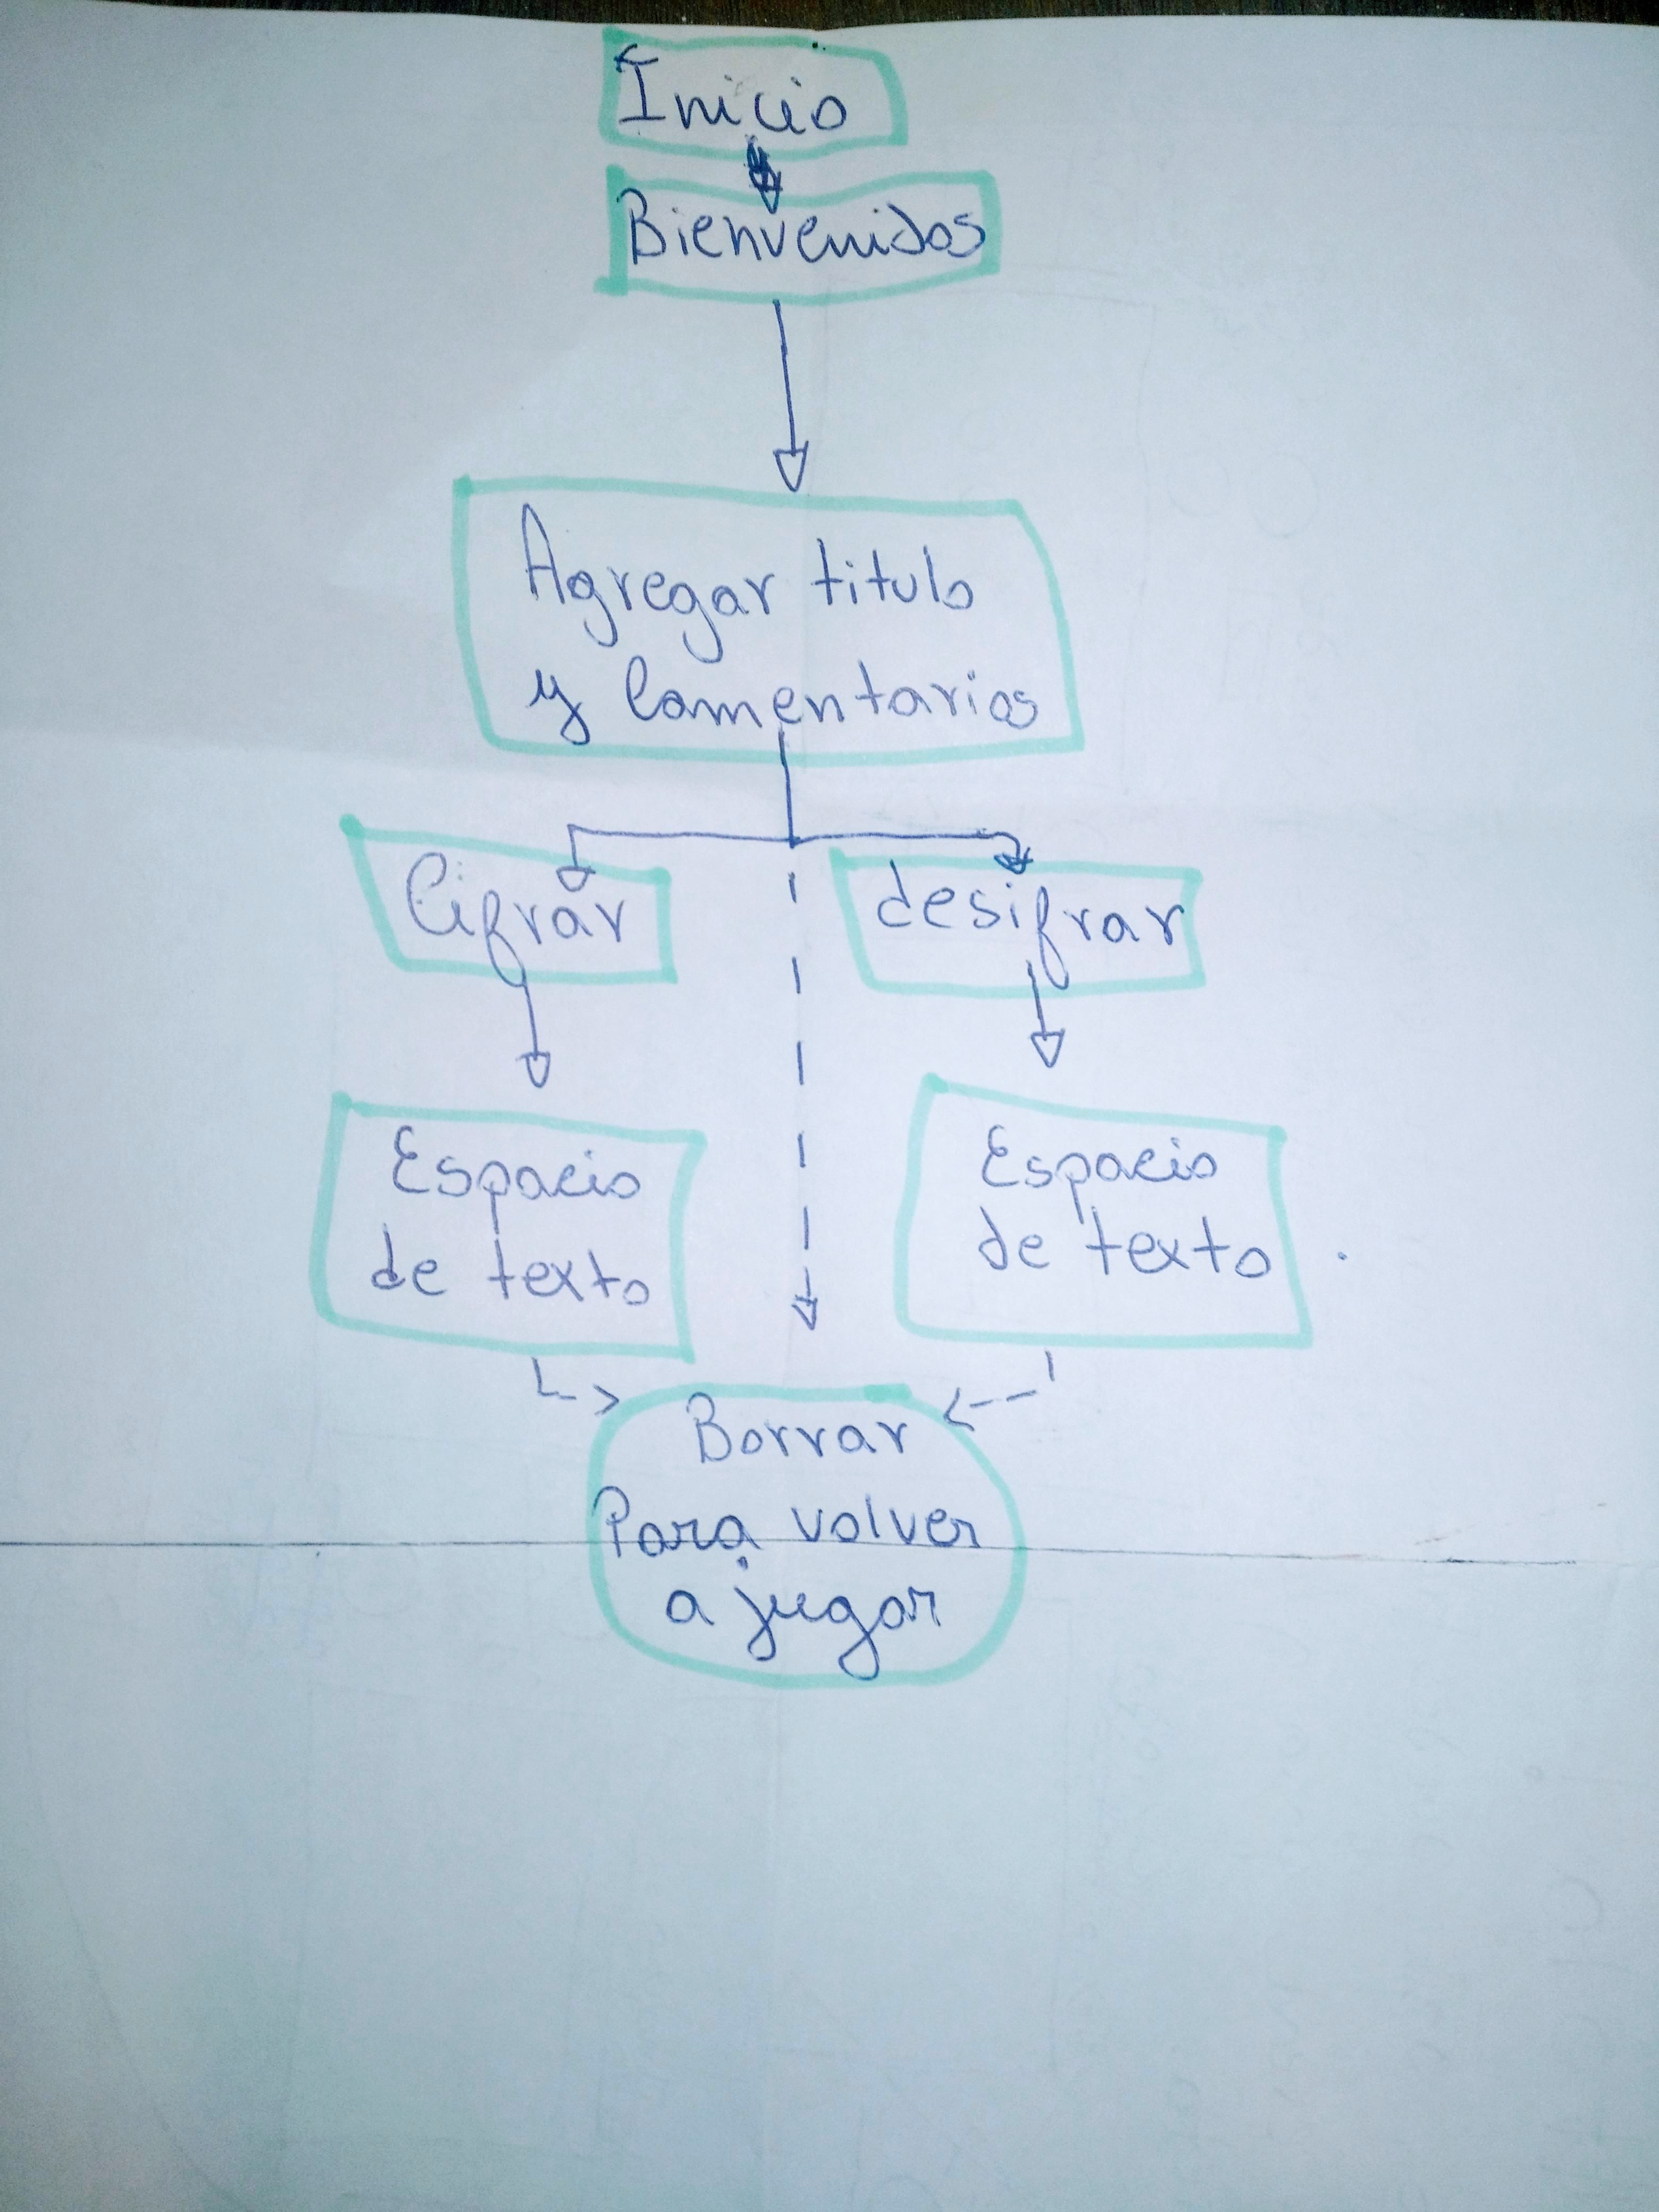 Inicio
Bienvenidos
Agregar titulo
y Comentarios
Cifrar
desifrar
Espacio
de texto
Espacio
de texto
Borrar
Para volver
a jugar